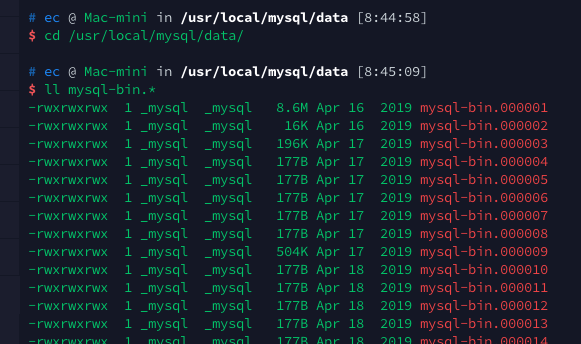 # ec @ Mac-mini in /usr/local/mysql/data [8:44:58]
$ cd /usr/local/mysql/data/
# ec @ Mac-mini in /usr/local/mysql/data [8:45:09]
$ ll mysql-bin.*
-rwxrwxrwx 1 _mysql _mysql 8.6M Apr 16 2019 mysql-bin.000001
-rwxrwxrwx 1 _mysql _mysql 16K Apr 16 2019 mysql-bin.000002
-rwxrwxrwx 1 _mysql _mysql 196K Apr 17 2019 mysql-bin.000003
-rwxrwxrwx 1 _mysql _mysql 177B Apr 17 2019 mysql-bin.000004
-rwxrwxrwx 1 _mysql _mysql 177B Apr 17 2019 mysql-bin.000005
-rwxrwxrwx 1 _mysql _mysql 177B Apr 17 2019 mysql-bin.000006
-rwxrwxrwx 1 _mysql _mysql 177B Apr 17 2019 mysql-bin.000007
-rwxrwxrwx 1 _mysql _mysql 177B Apr 17 2019 mysql-bin.000008
-rwxrwxrwx 1 _mysql _mysql 504K Apr 17 2019 mysql-bin.000009
-rwxrwxrwx 1 _mysql _mysql 177B Apr 18 2019 mysql-bin.000010
-rwxrwxrwx 1 _mysql _mysql 177B Apr 18 2019 mysql-bin.000011
-rwxrwxrwx 1 _mysql _mysql 177B Apr 18 2019 mysql-bin.000012
-rwxrwxrwx 1 _mysql _mysql 177B Apr 18 2019 mysql-bin.000013
-rwxrwxrwx 1 _mysql _mysql 177B Apr 18 2019 mysql-bin.000014